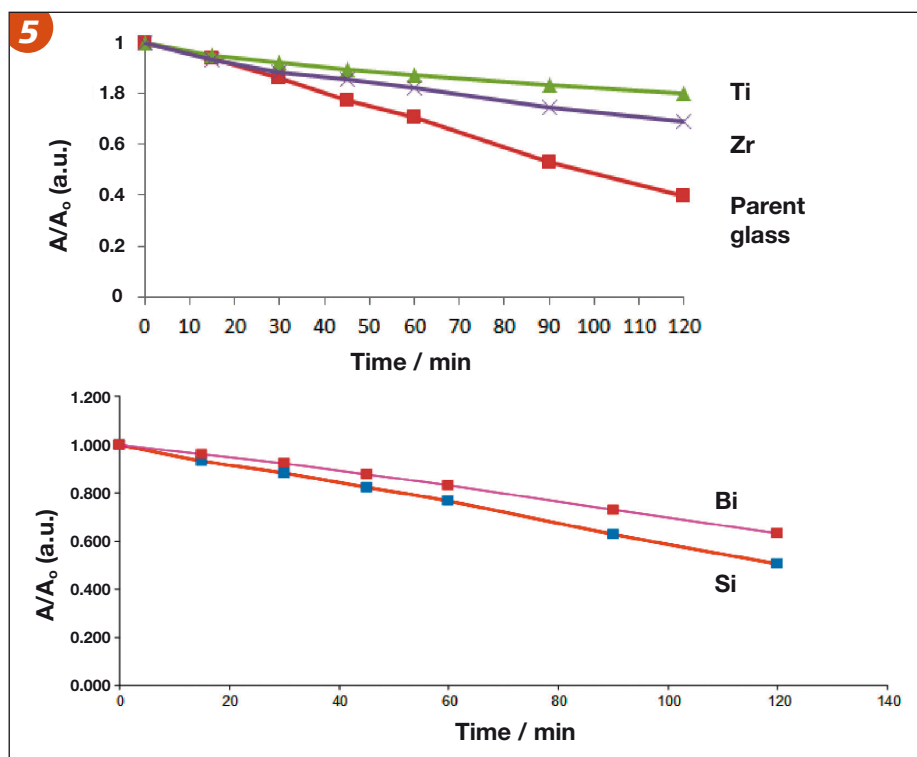 5
1
1.8
0.6
0.4
0.2
0
A/Ao (a.u.)
Ti
Zr
Parent
glass
0 10 20 30 40 50 60 70 80 90 100 110 120
Time / min
1.200
1.000
0.800
0.600
0.400
0.200
0.000
A/Ao (a.u.)
Bi
Si
0 20 40 60 80 100 120 140
Time / min